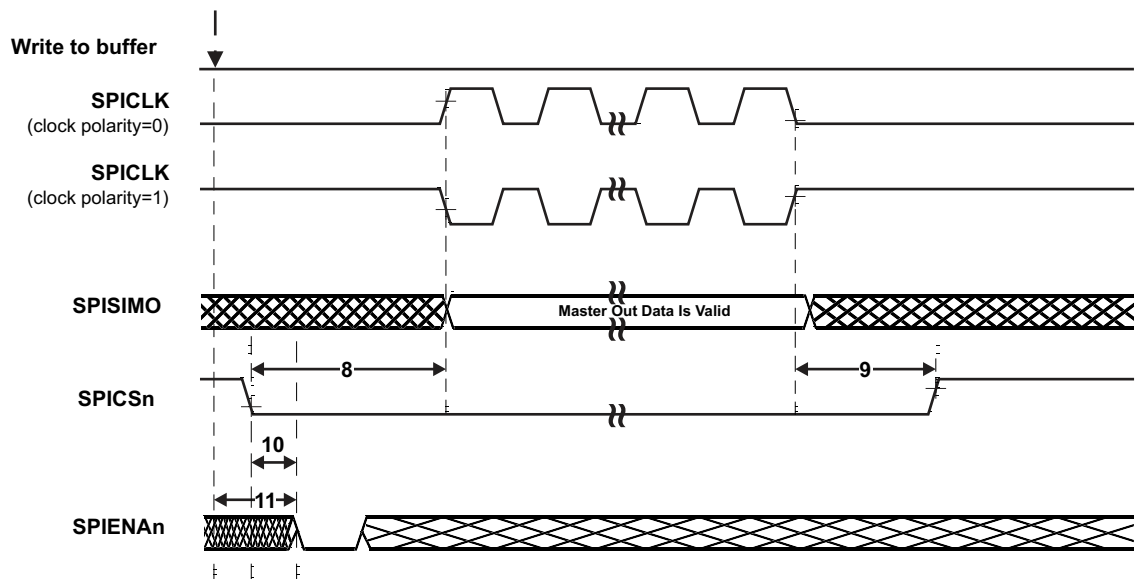 Write to buffer
SPICLK
(clock polarity=0)
SPICLK
(clock polarity=1)
SPISIMO
Master Out Data Is Valid
8
9
SPICSn
10
11
SPIENAn